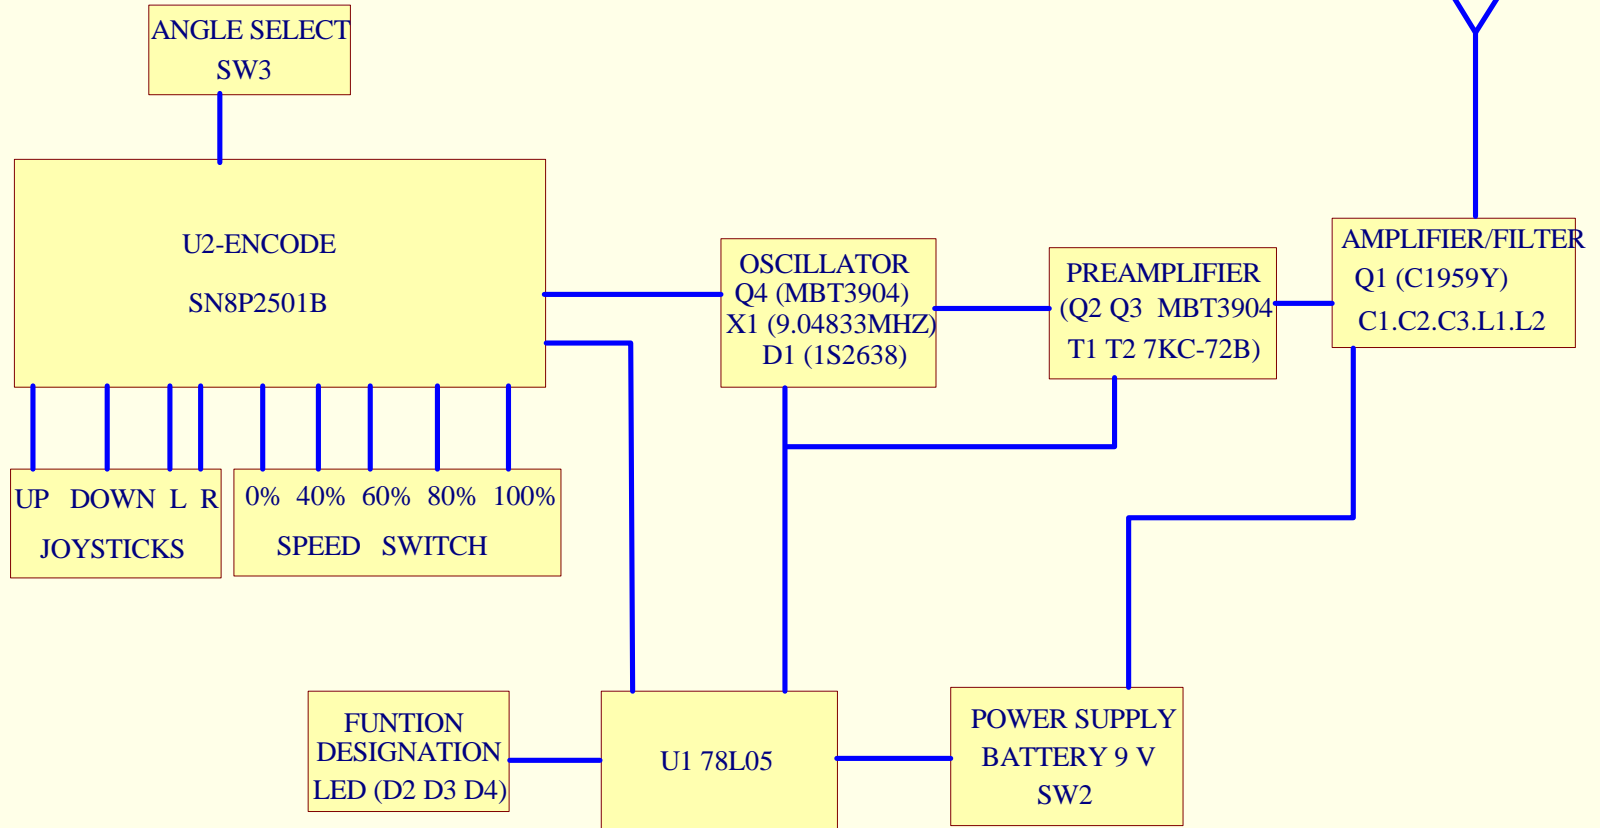 ANGLE SELECT
SW3
U2-ENCODE
SN8P2501B
OSCILLATOR
Q4 (MBT3904)
X1 (9.04833MHZ)
D1 (1S2638)
PREAMPLIFIER
(Q2 Q3 MBT3904
T1 T2 7KC-72B)
AMPLIFIER/FILTER
Q1 (C1959Y)
C1.C2.C3.L1.L2
UP DOWN L R
JOYSTICKS
0% 40% 60% 80% 100%
SPEED SWITCH
FUNTION
DESIGNATION
LED (D2 D3 D4)
U1 78L05
POWER SUPPLY
BATTERY 9 V
SW2